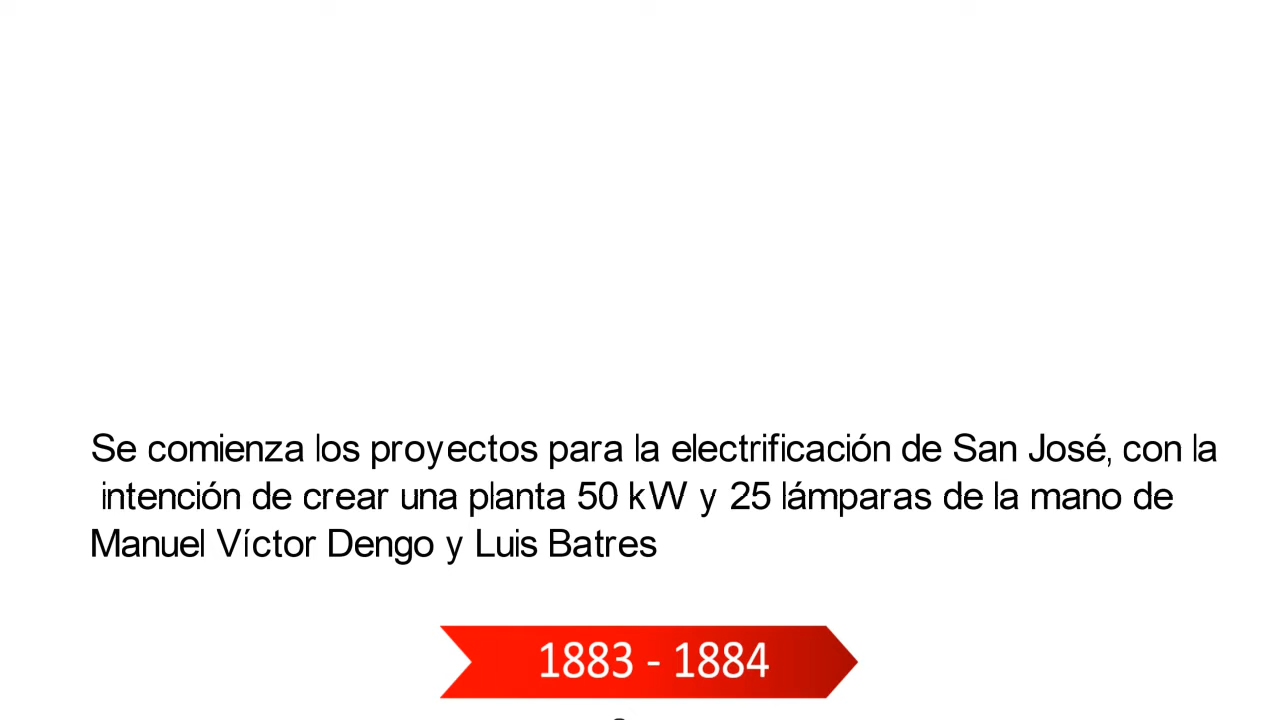 Se comienza los proyectos para la electrificación de San José, con la
intención de crear una planta 50 kW y 25 lámparas de la mano de
Manuel Víctor Dengo y Luis Batres
1883 - 1884